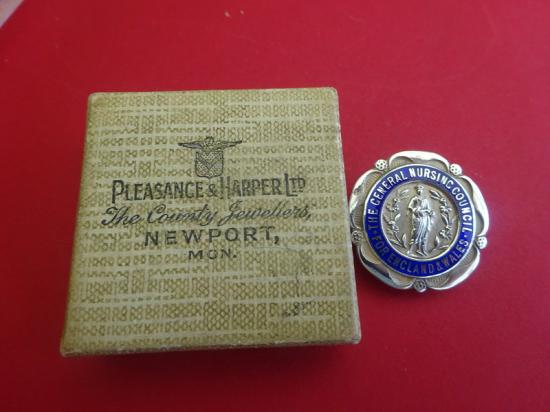 PLEASANCE & HARPER LTD
The County Jewellers,
NEWPORT,
MON.
THE GENERAL NURSING COUNCIL
· FOR ENGLAND & WALES ·